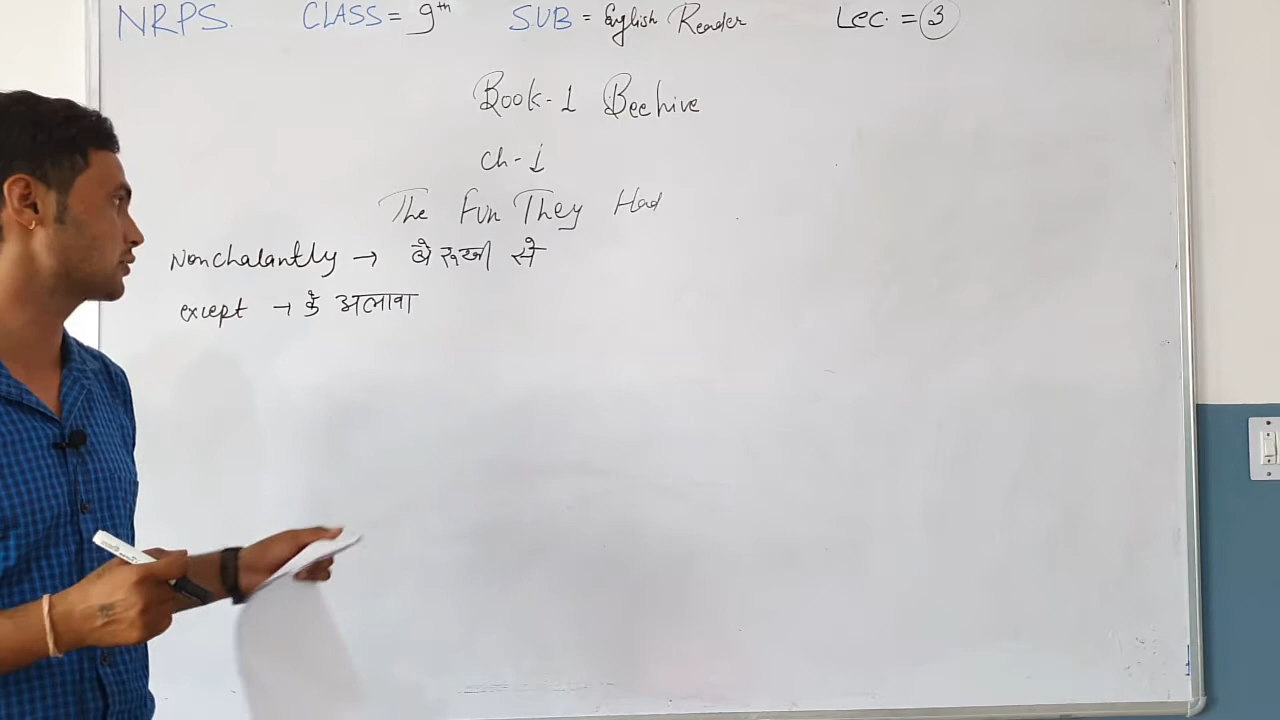 NRPS. CLASS = 9th SUB = English Reader Lec. = 3
Book-1 Beehive
ch-1
The Fun They Had
Nonchalantly → बेरूखी से
except → के अलावा